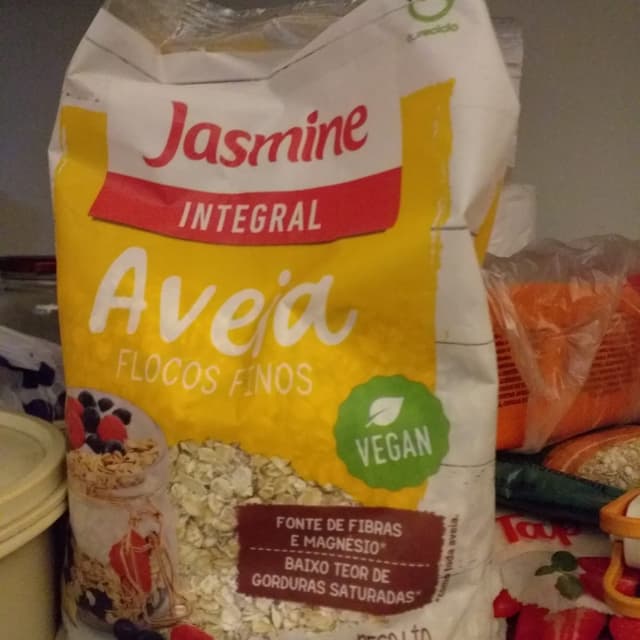 Jasmine
INTEGRAL
Aveia
FLOCOS FINOS
VEGAN
FONTE DE FIBRAS
E MAGNÉSIO*
BAIXO TEOR DE
GORDURAS SATURADAS*